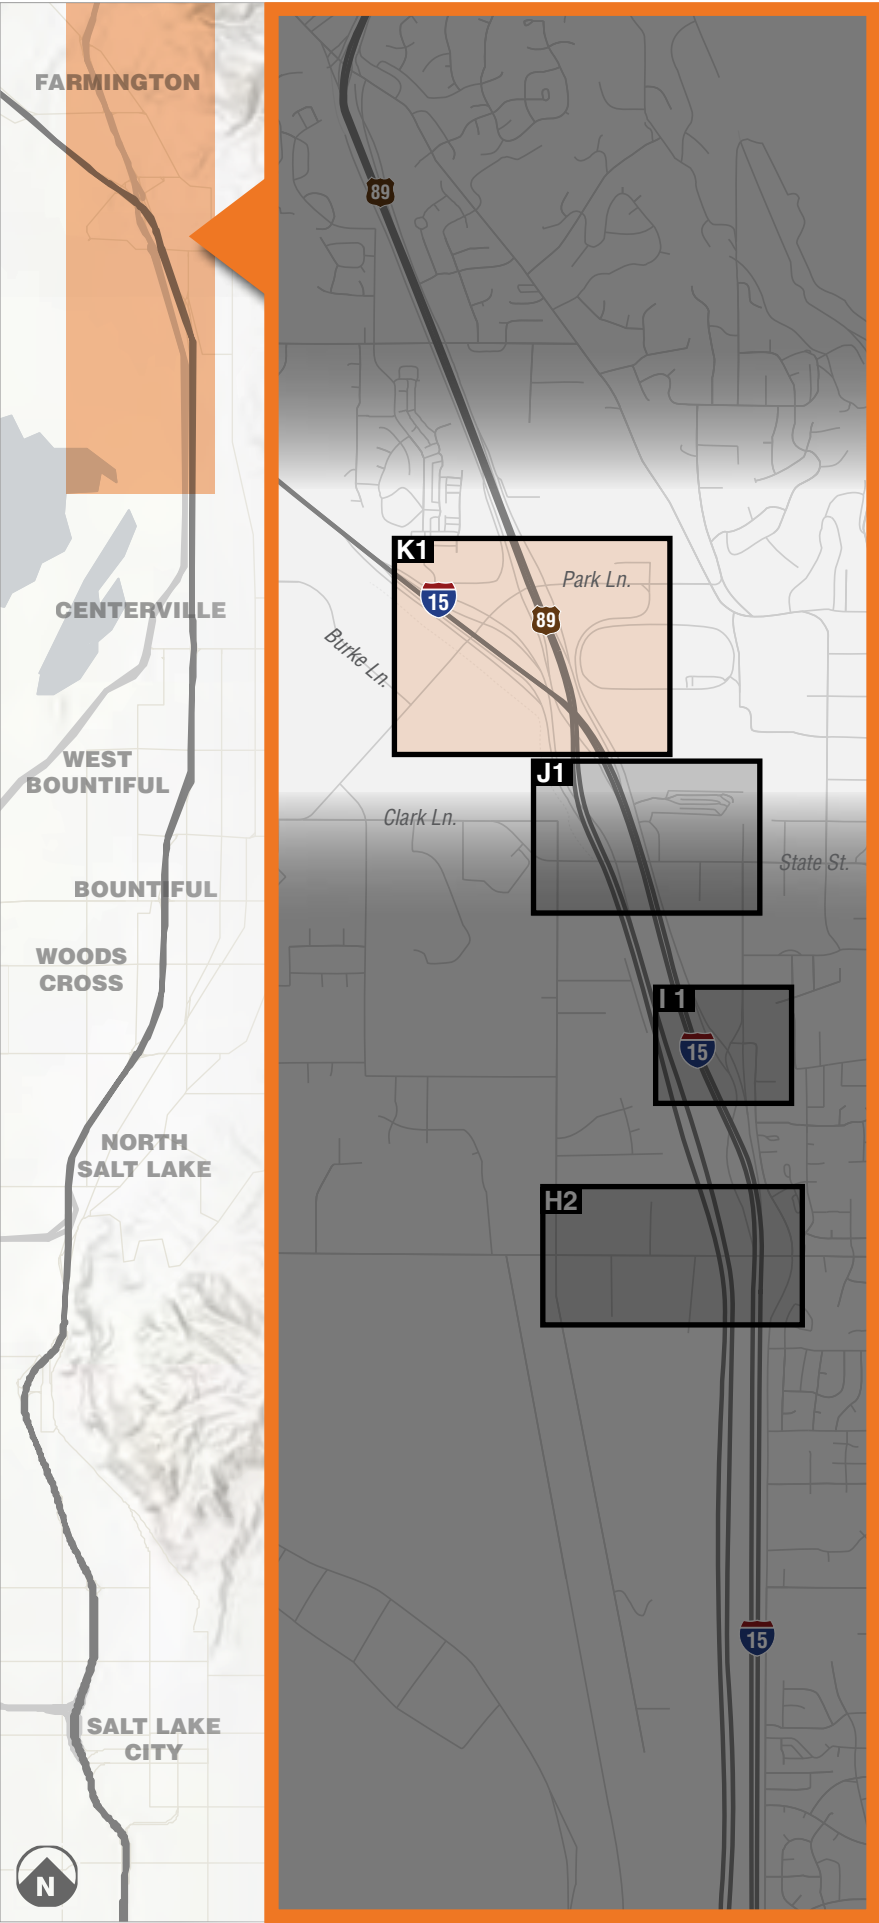 FARMINGTON
CENTERVILLE
WEST
BOUNTIFUL
BOUNTIFUL
WOODS
CROSS
NORTH
SALT LAKE
SALT LAKE
CITY
N
89
K1
Park Ln.
15
89
Burke Ln.
J1
Clark Ln.
State St.
I 1
15
H2
15